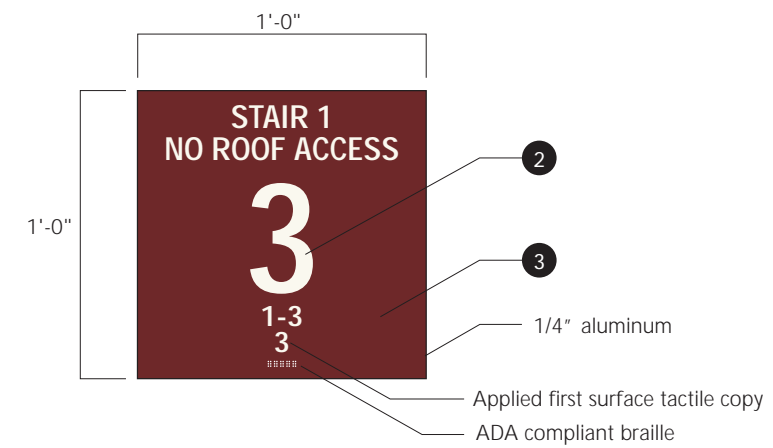 1'-0"
1'-0"
STAIR 1
NO ROOF ACCESS
3
1-3
3
2
3
1/4" aluminum
Applied first surface tactile copy
ADA compliant braille